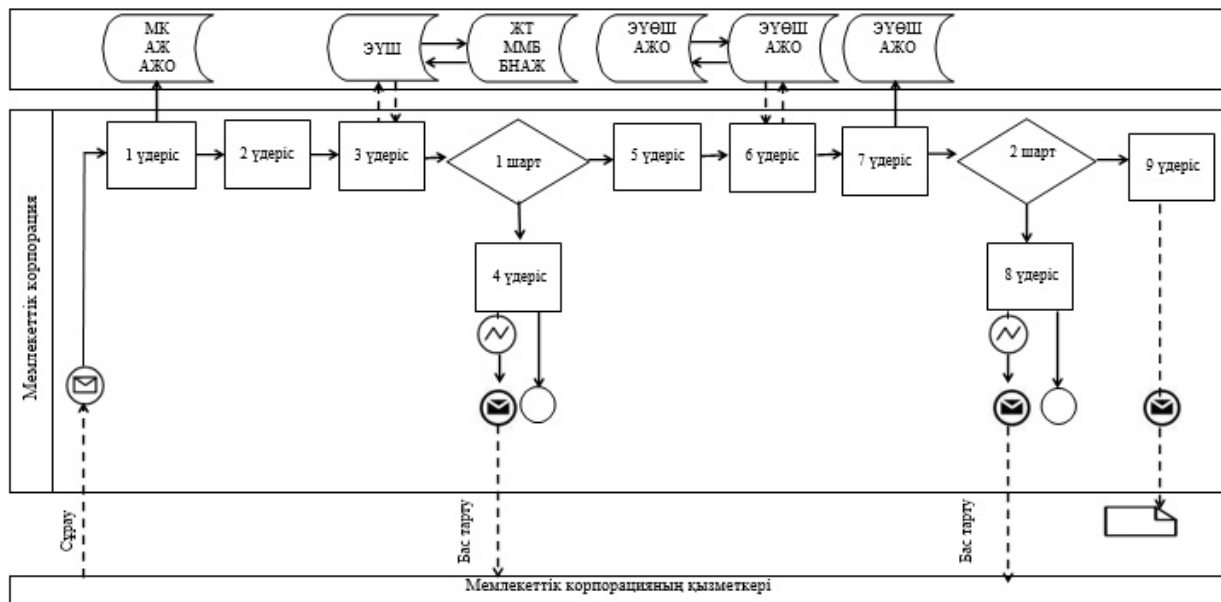 МК
АЖ
АЖО
ЭҮШ
ЖТ
ММБ
БНАЖ
ЭҮӨШ
АЖО
ЭҮӨШ
АЖО
ЭҮӨШ
АЖО
Мемлекеттік корпорация
1 үдеріс
2 үдеріс
3 үдеріс
1 шарт
5 үдеріс
6 үдеріс
7 үдеріс
2 шарт
9 үдеріс
4 үдеріс
8 үдеріс
Сұрау
Бас тарту
Бас тарту
Мемлекеттік корпорацияның қызметкері